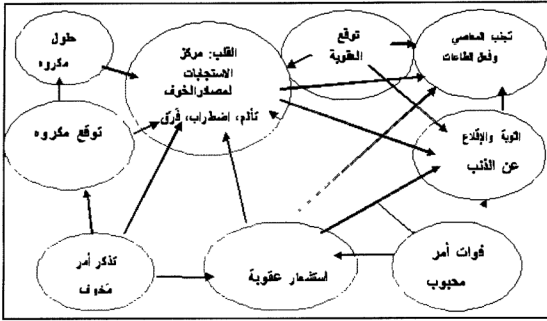 تجنب المعاصي
وفعل الطاعات
توقع
العقوبة
القلب: مركز
الاستجابات
لمصادر الخوف
تألم، اضطراب، فَرَق
حلول
مكروه
توقع مكروه
التوبة والإقلاع
عن الذنب
تذكر أمر
مخوف
استشعار عقوبة
فوات أمر
محبوب